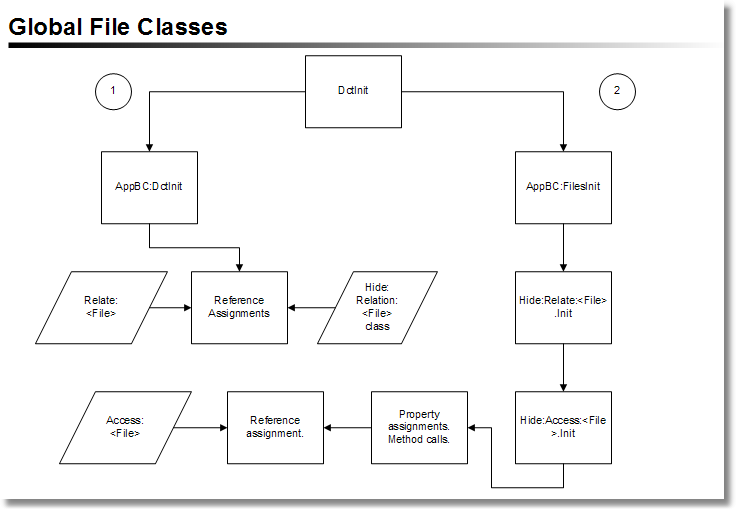 Global File Classes
1
DctInit
2
AppBC:DctInit
AppBC:FilesInit
Relate:
<File>
Reference
Assignments
Hide:
Relation:
<File>
class
Hide:Relate:<File>
.Init
Access:
<File>
Reference
assignment.
Property
assignments.
Method calls.
Hide:Access:<File
>.Init